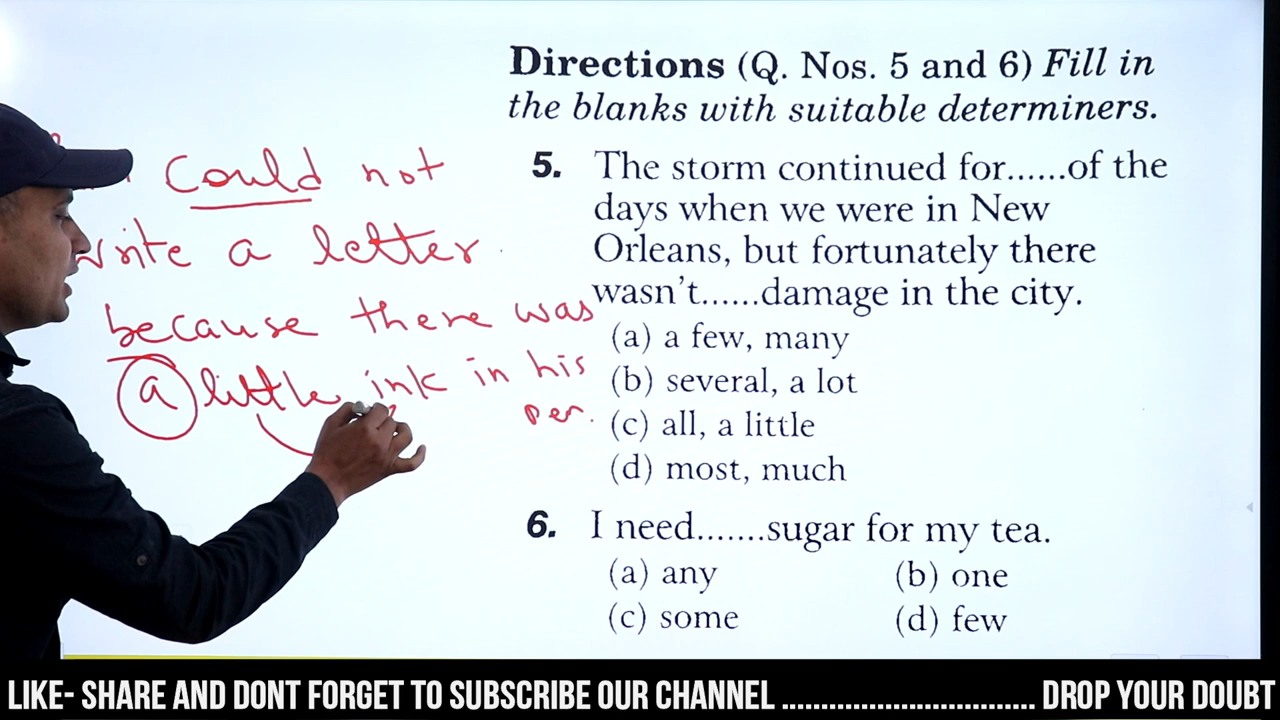 could not
write a letter
because there was
a little ink in his
pen.
Directions (Q. Nos. 5 and 6) Fill in
the blanks with suitable determiners.
5. The storm continued for......of the
days when we were in New
Orleans, but fortunately there
wasn't......damage in the city.
(a) a few, many
(b) several, a lot
(c) all, a little
(d) most, much
6. I need.......sugar for my tea.
(a) any (b) one
(c) some (d) few
LIKE- SHARE AND DONT FORGET TO SUBSCRIBE OUR CHANNEL ................................ DROP YOUR DOUBT